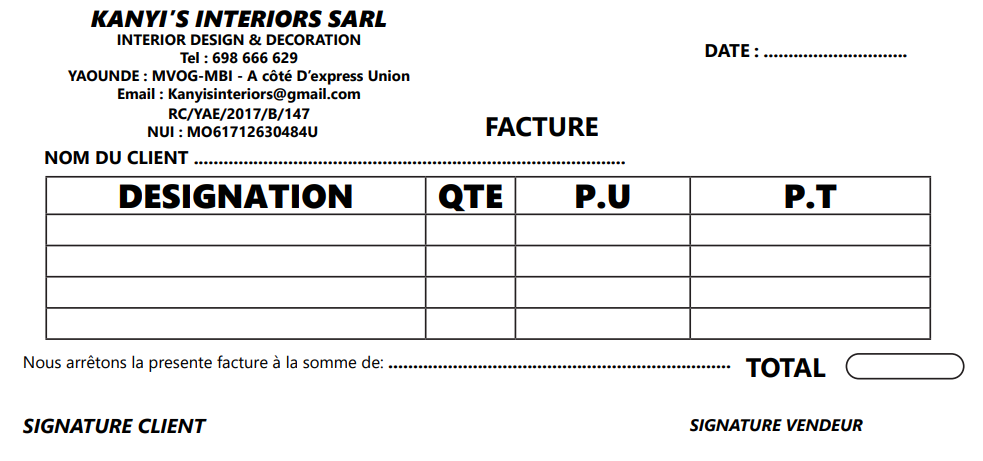 KANYI'S INTERIORS SARL
INTERIOR DESIGN & DECORATION
Tel : 698 666 629
YAOUNDE : MVOG-MBI - A côté D'express Union
Email : Kanyisinteriors@gmail.com
RC/YAE/2017/B/147
NUI : MO61712630484U
DATE : .............................
FACTURE
NOM DU CLIENT .......................................................................................
DESIGNATION QTE P.U P.T
Nous arrêtons la presente facture à la somme de: ..................................................................... TOTAL
SIGNATURE CLIENT SIGNATURE VENDEUR